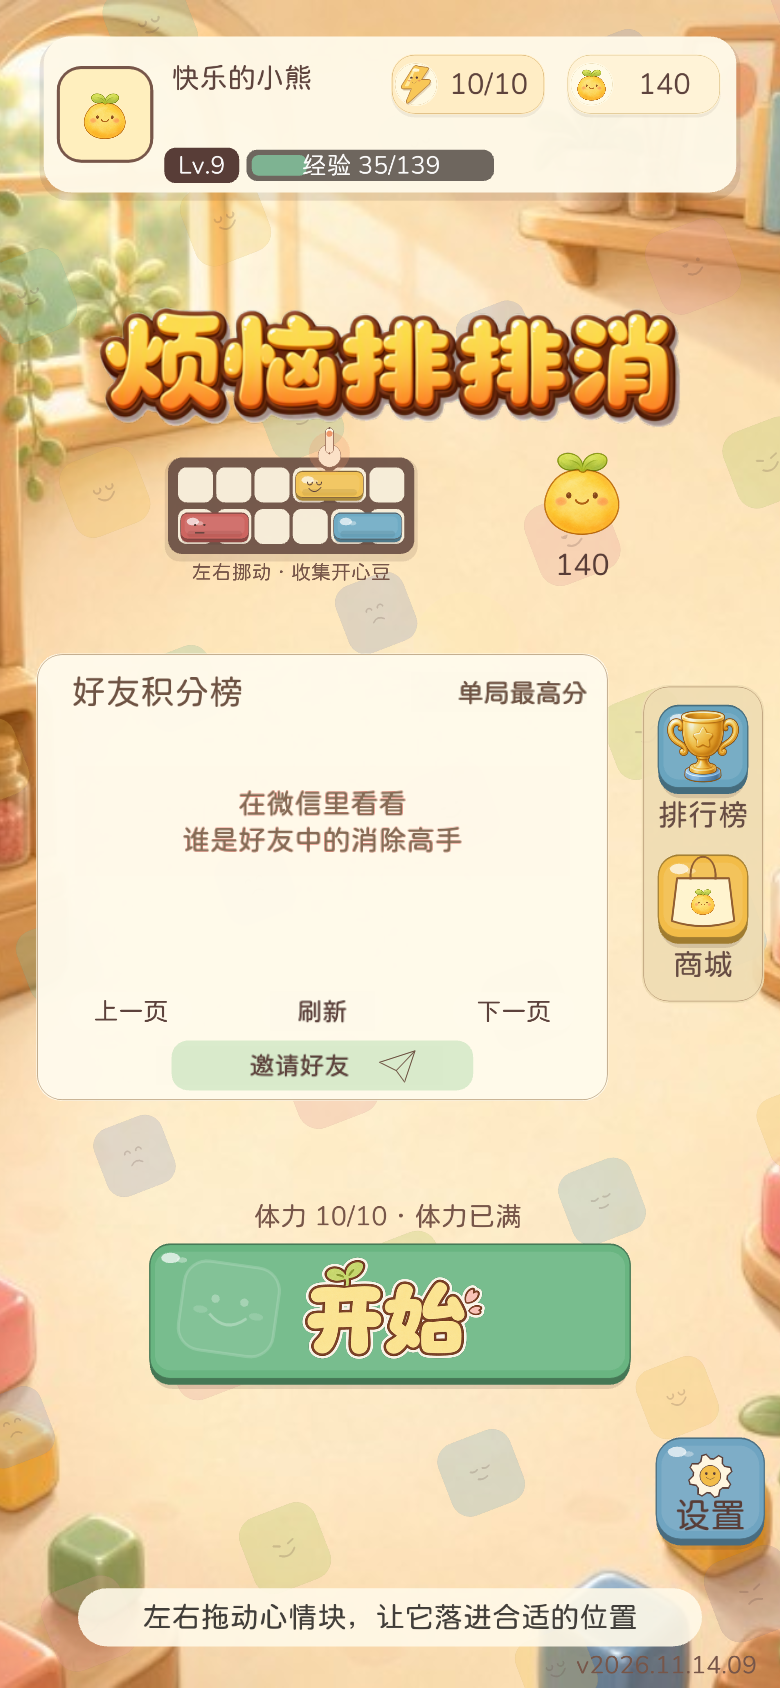 快乐的小熊
10/10
140
Lv.9
经验 35/139
烦恼排排消
左右挪动 · 收集开心豆
140
好友积分榜
单局最高分
在微信里看看
谁是好友中的消除高手
上一页
刷新
下一页
邀请好友
排行榜
商城
体力 10/10 · 体力已满
开始
设置
左右拖动心情块，让它落进合适的位置
v2026.11.14.09